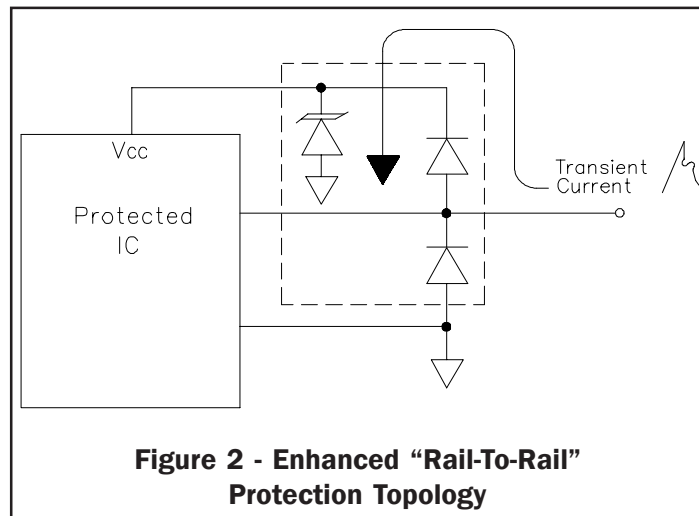 Vcc
Protected
IC
Transient
Current
Figure 2 - Enhanced “Rail-To-Rail”
Protection Topology